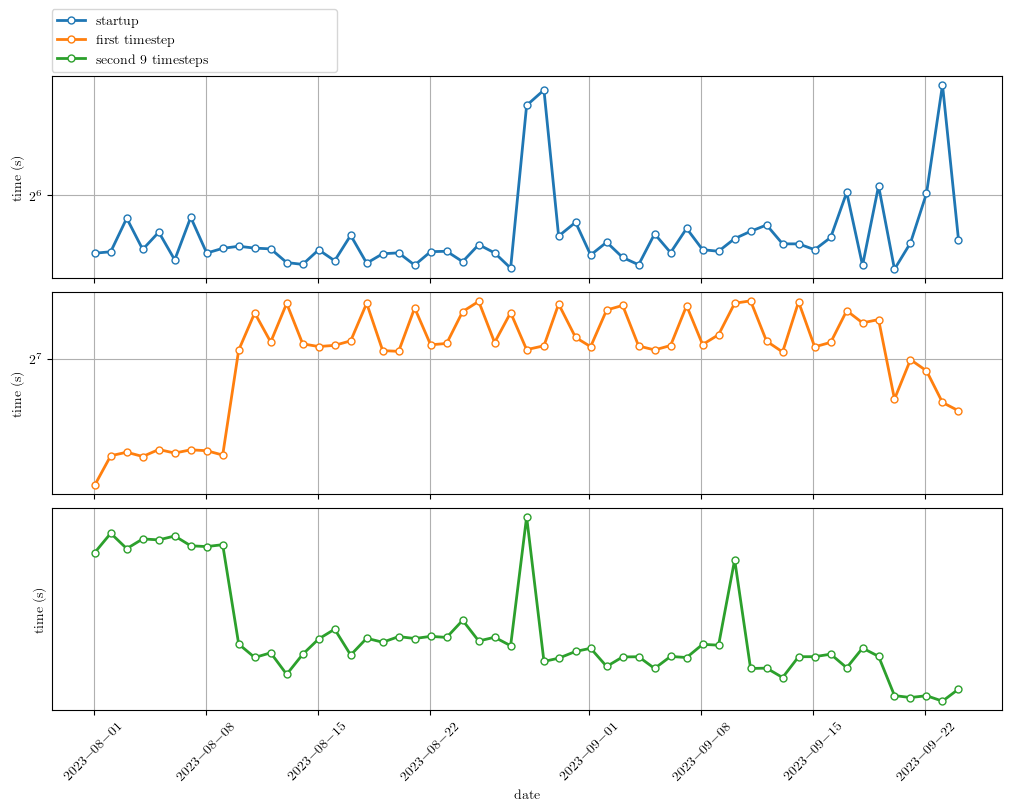 startup
first timestep
second 9 timesteps
time (s)
2^6
time (s)
2^7
time (s)
2023−08−01
2023−08−08
2023−08−15
2023−08−22
2023−09−01
2023−09−08
2023−09−15
2023−09−22
date